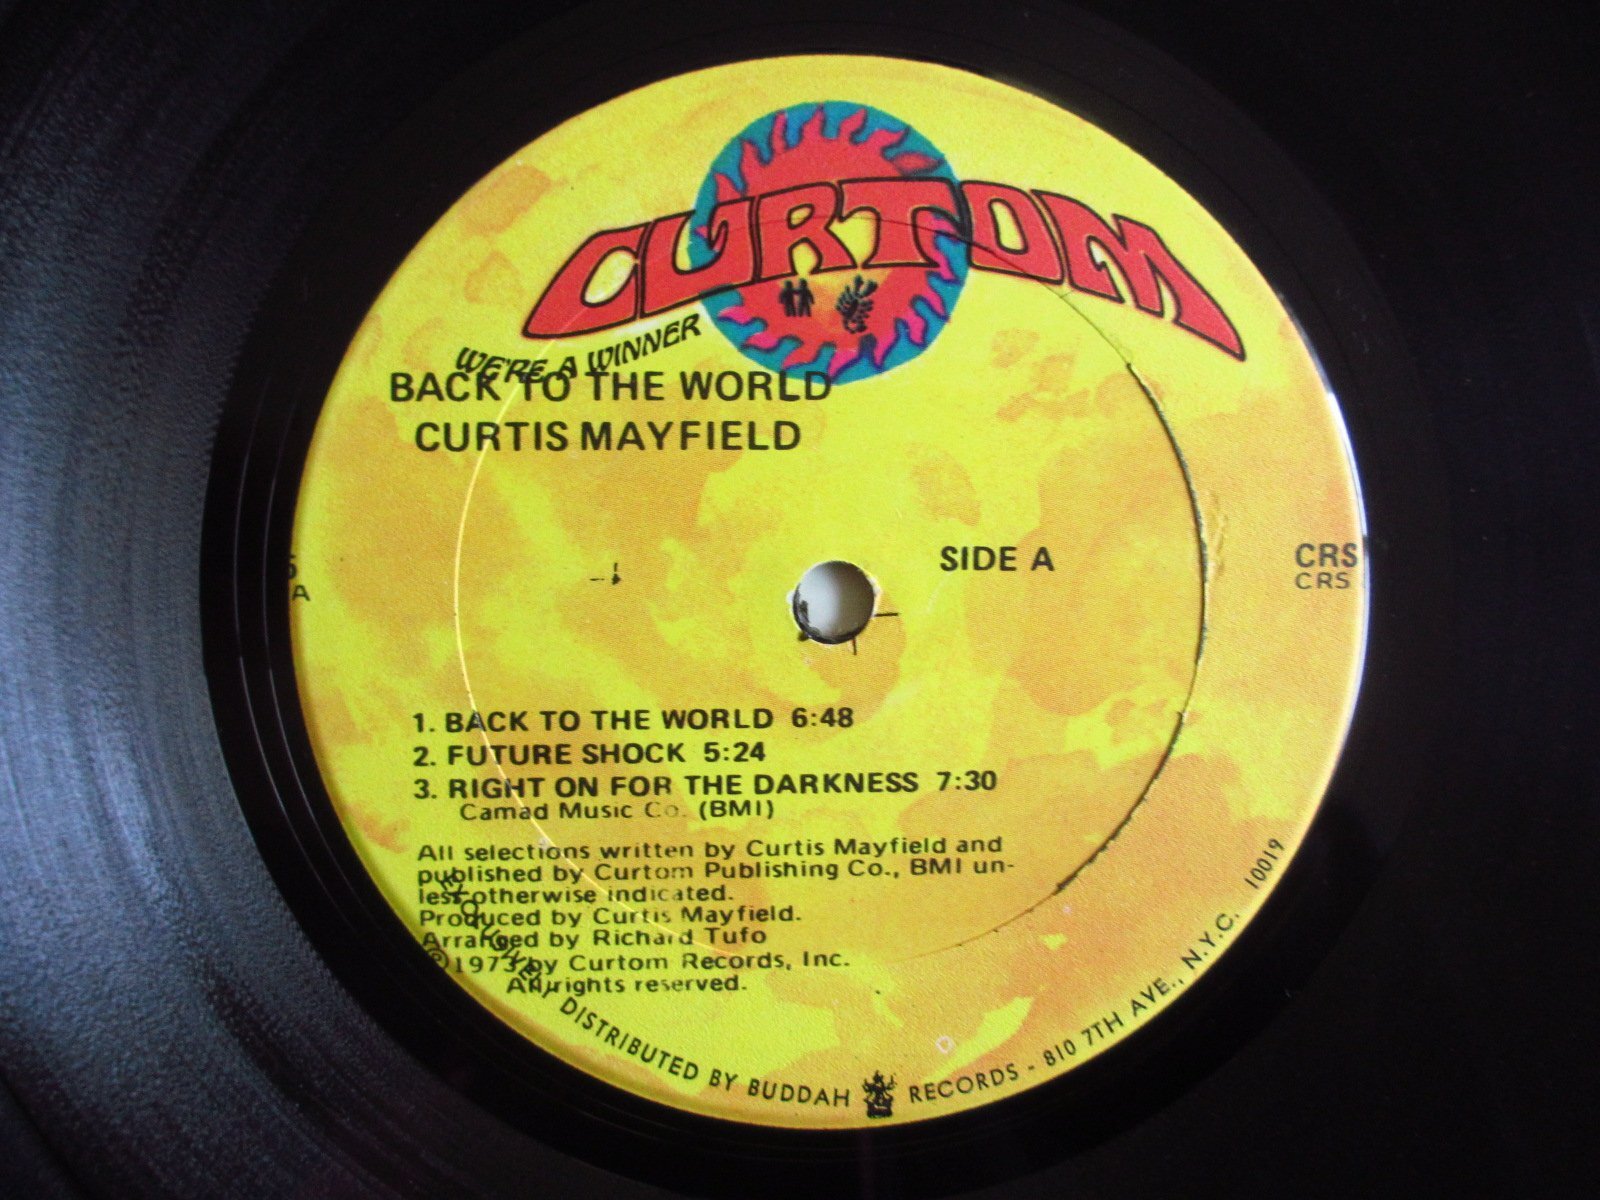 CURTOM
WE'RE A WINNER
BACK TO THE WORLD
CURTIS MAYFIELD
SIDE A
CRS
CRS
A
1. BACK TO THE WORLD 6:48
2. FUTURE SHOCK 5:24
3. RIGHT ON FOR THE DARKNESS 7:30
Camad Music Co. (BMI)
All selections written by Curtis Mayfield and
published by Curtom Publishing Co., BMI un-
less otherwise indicated.
Produced by Curtis Mayfield.
Arranged by Richard Tufo
Ⓟ1973 by Curtom Records, Inc.
All rights reserved.
EXCLUSIVELY DISTRIBUTED BY BUDDAH RECORDS - 810 7TH AVE., N.Y.C. 10019